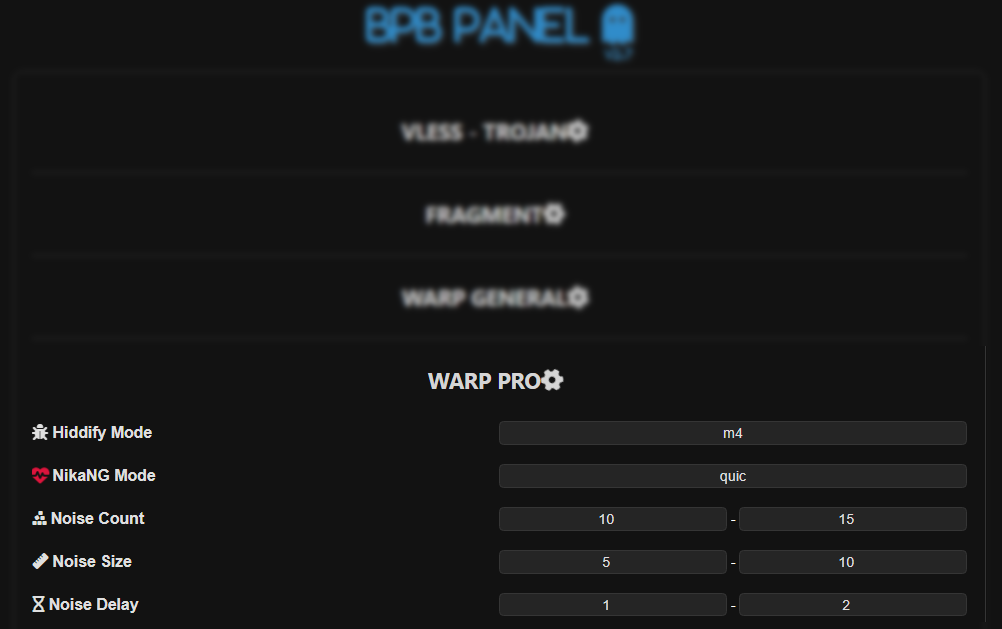 BPB PANEL
VLESS - TROJAN
FRAGMENT
WARP GENERAL
WARP PRO
Hiddify Mode m4
NikaNG Mode quic
Noise Count 10 - 15
Noise Size 5 - 10
Noise Delay 1 - 2